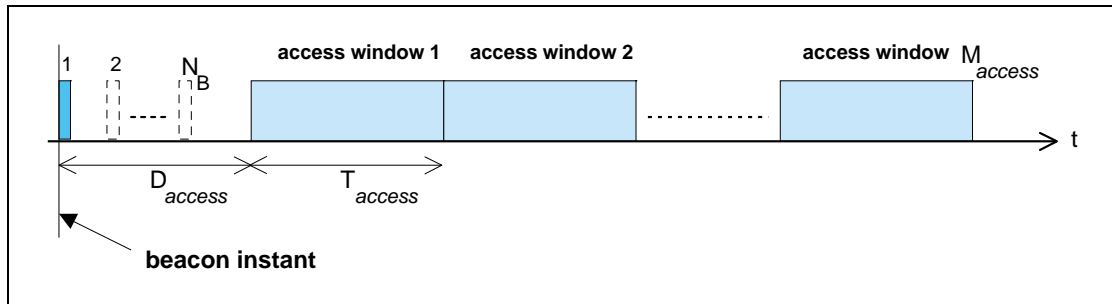 access window 1
access window 2
access window M access
1
2
N B
t
D access
T access
beacon instant